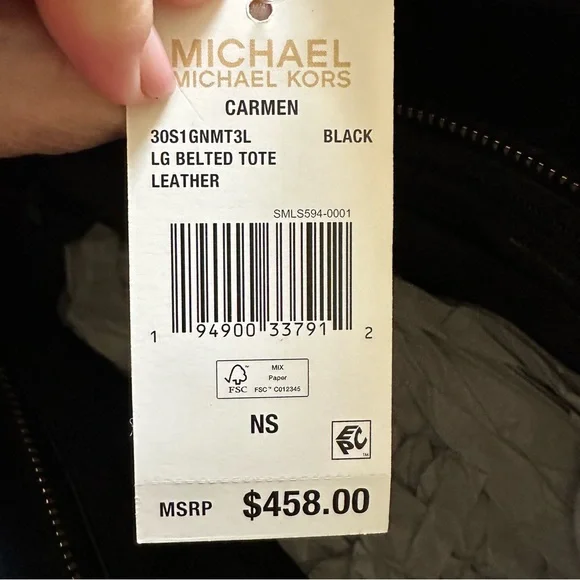 MICHAEL
MICHAEL KORS
CARMEN
30S1GNMT3L BLACK
LG BELTED TOTE
LEATHER
SMLS594-0001
1 94900 33791 2
FSC
MIX
Paper
FSC™ C012345
NS
EPC™
MSRP $458.00